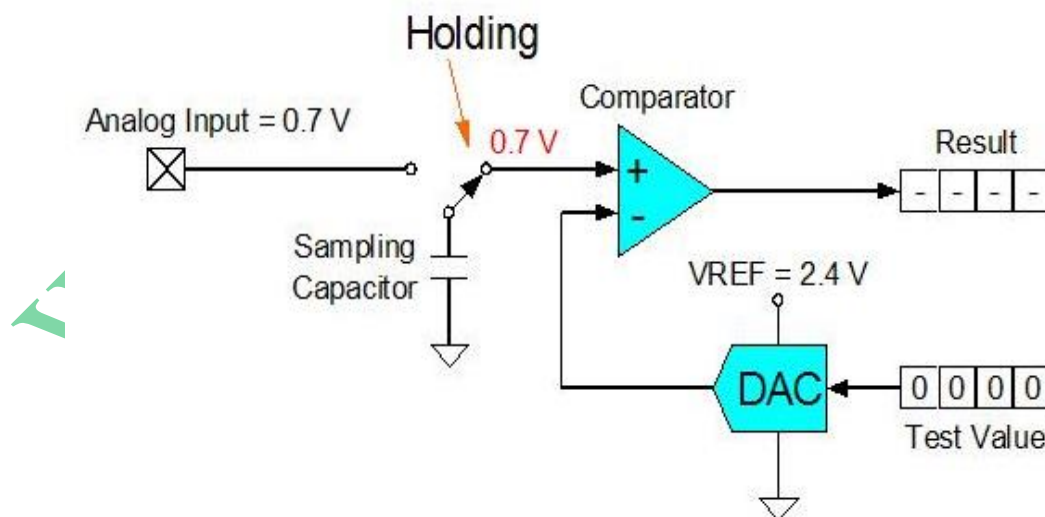 Holding
Comparator
Analog Input = 0.7 V
0.7 V
Result
+
-
- - - -
Sampling
Capacitor
VREF = 2.4 V
DAC
0 0 0 0
Test Value